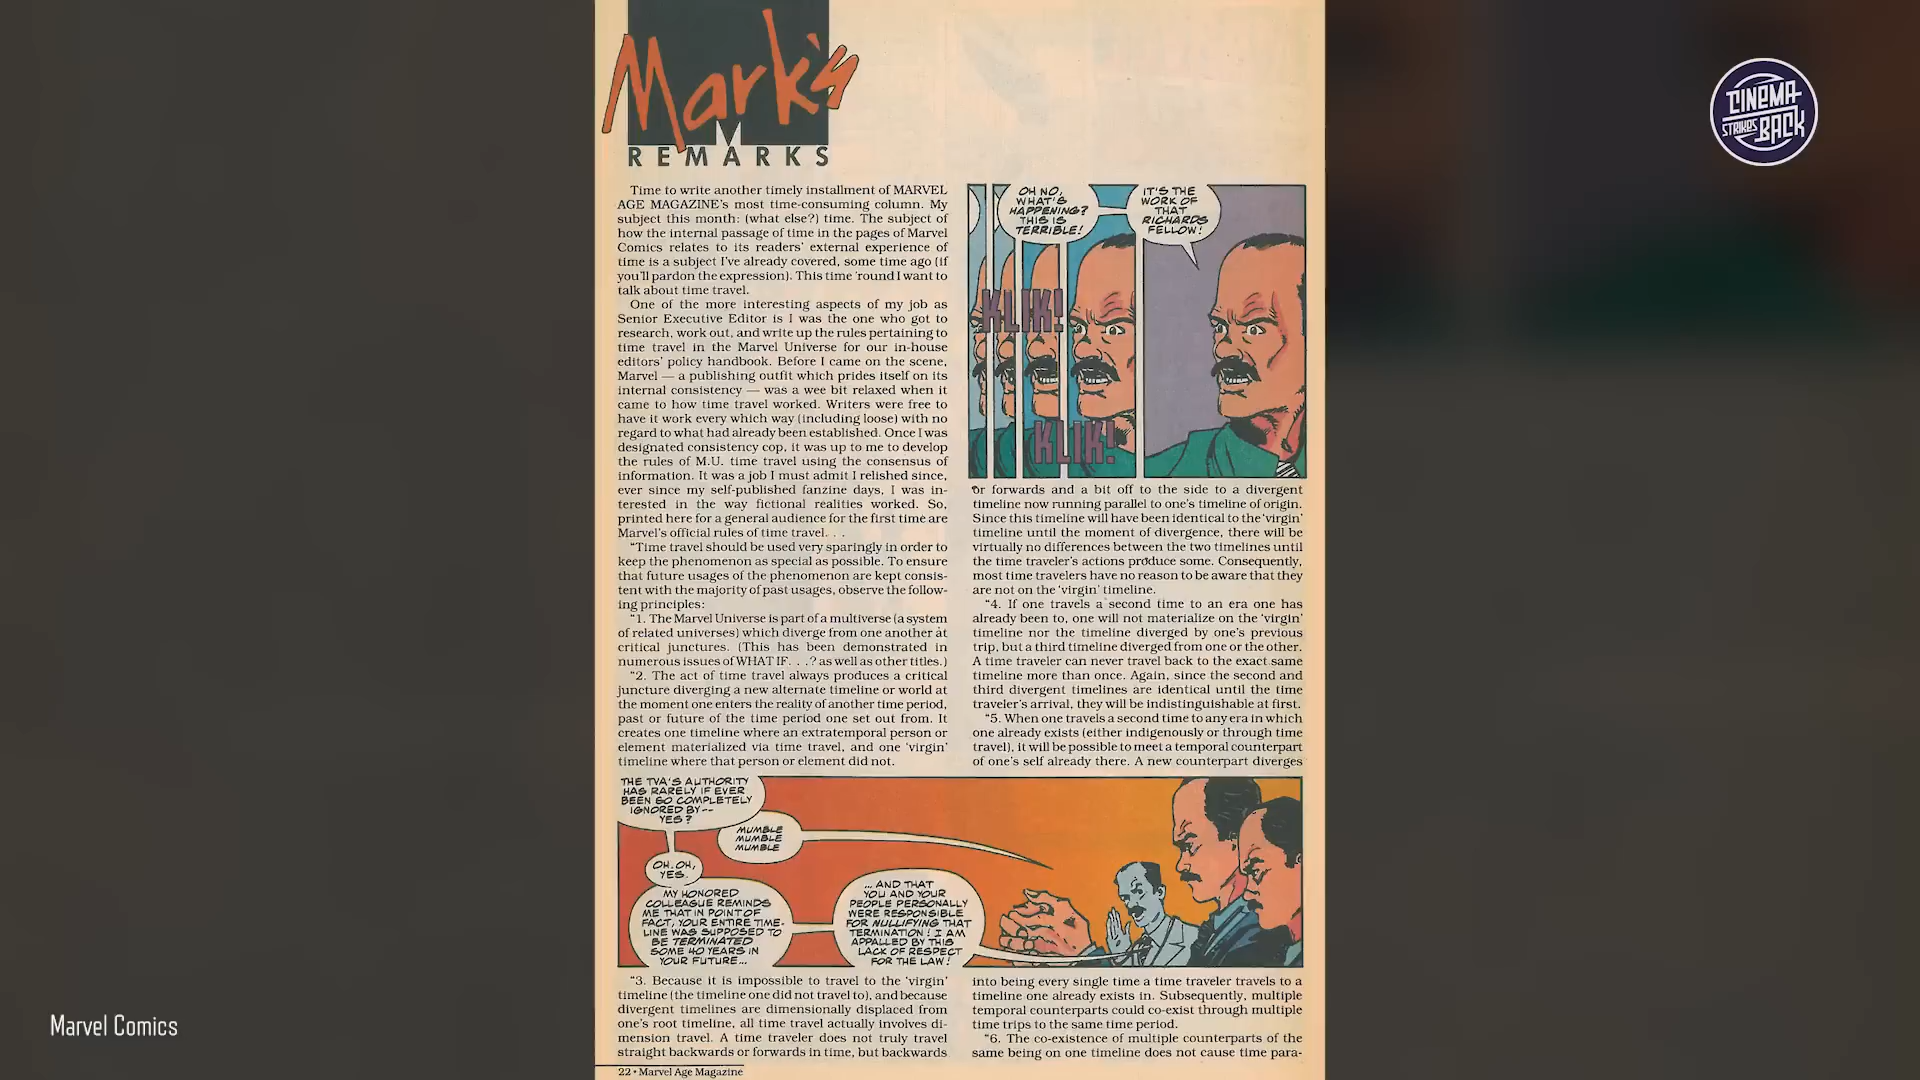 Mark's
REMARKS
Time to write another timely installment of MARVEL
AGE MAGAZINE's most time-consuming column. My
subject this month: (what else?) time. The subject of
how the internal passage of time in the pages of Marvel
Comics relates to its readers' external experience of
time is a subject I've already covered, some time ago (if
you'll pardon the expression). This time 'round I want to
talk about time travel.
One of the more interesting aspects of my job as
Senior Executive Editor is I was the one who got to
research, work out, and write up the rules pertaining to
time travel in the Marvel Universe for our in-house
editors' policy handbook. Before I came on the scene,
Marvel — a publishing outfit which prides itself on its
internal consistency — was a wee bit relaxed when it
came to how time travel worked. Writers were free to
have it work every which way (including loose) with no
regard to what had already been established. Once I was
designated consistency cop, it was up to me to develop
the rules of M.U. time travel using the consensus of
information. It was a job I must admit I relished since,
ever since my self-published fanzine days, I was in-
terested in the way fictional realities worked. So,
printed here for a general audience for the first time are
Marvel's official rules of time travel. . .
"Time travel should be used very sparingly in order to
keep the phenomenon as special as possible. To ensure
that future usages of the phenomenon are kept consis-
tent with the majority of past usages, observe the follow-
ing principles:
"1. The Marvel Universe is part of a multiverse (a system
of related universes) which diverge from one another at
critical junctures. (This has been demonstrated in
numerous issues of WHAT IF. . .? as well as other titles.)
"2. The act of time travel always produces a critical
juncture diverging a new alternate timeline or world at
the moment one enters the reality of another time period,
past or future of the time period one set out from. It
creates one timeline where an extratemporal person or
element materialized via time travel, and one 'virgin'
timeline where that person or element did not.
THE TVA'S AUTHORITY
HAS RARELY IF EVER
BEEN SO COMPLETELY
IGNORED BY--
YES?
MUMBLE
MUMBLE
MUMBLE
OH. OH,
YES.
MY HONORED
COLLEAGUE REMINDS
ME THAT IN POINT OF
FACT, YOUR ENTIRE TIME-
LINE WAS SUPPOSED TO
BE TERMINATED
SOME 40 YEARS IN
YOUR FUTURE...
... AND THAT
YOU AND YOUR
PEOPLE PERSONALLY
WERE RESPONSIBLE
FOR NULLIFYING THAT
TERMINATION! I AM
APPALLED BY THIS
LACK OF RESPECT
FOR THE LAW!
"3. Because it is impossible to travel to the 'virgin'
timeline (the timeline one did not travel to), and because
divergent timelines are dimensionally displaced from
one's root timeline, all time travel actually involves di-
mension travel. A time traveler does not truly travel
straight backwards or forwards in time, but backwards
22 • Marvel Age Magazine
OH NO,
WHAT'S
HAPPENING?
THIS IS
TERRIBLE!
IT'S THE
WORK OF
THAT
RICHARDS
FELLOW!
KLIK!
KLIK!
or forwards and a bit off to the side to a divergent
timeline now running parallel to one's timeline of origin.
Since this timeline will have been identical to the 'virgin'
timeline until the moment of divergence, there will be
virtually no differences between the two timelines until
the time traveler's actions produce some. Consequently,
most time travelers have no reason to be aware that they
are not on the 'virgin' timeline.
"4. If one travels a second time to an era one has
already been to, one will not materialize on the 'virgin'
timeline nor the timeline diverged by one's previous
trip, but a third timeline diverged from one or the other.
A time traveler can never travel back to the exact same
timeline more than once. Again, since the second and
third divergent timelines are identical until the time
traveler's arrival, they will be indistinguishable at first.
"5. When one travels a second time to any era in which
one already exists (either indigenously or through time
travel), it will be possible to meet a temporal counterpart
of one's self already there. A new counterpart diverges
into being every single time a time traveler travels to a
timeline one already exists in. Subsequently, multiple
temporal counterparts could co-exist through multiple
time trips to the same time period.
"6. The co-existence of multiple counterparts of the
same being on one timeline does not cause time para-
CINEMA
STRIKES BACK
Marvel Comics